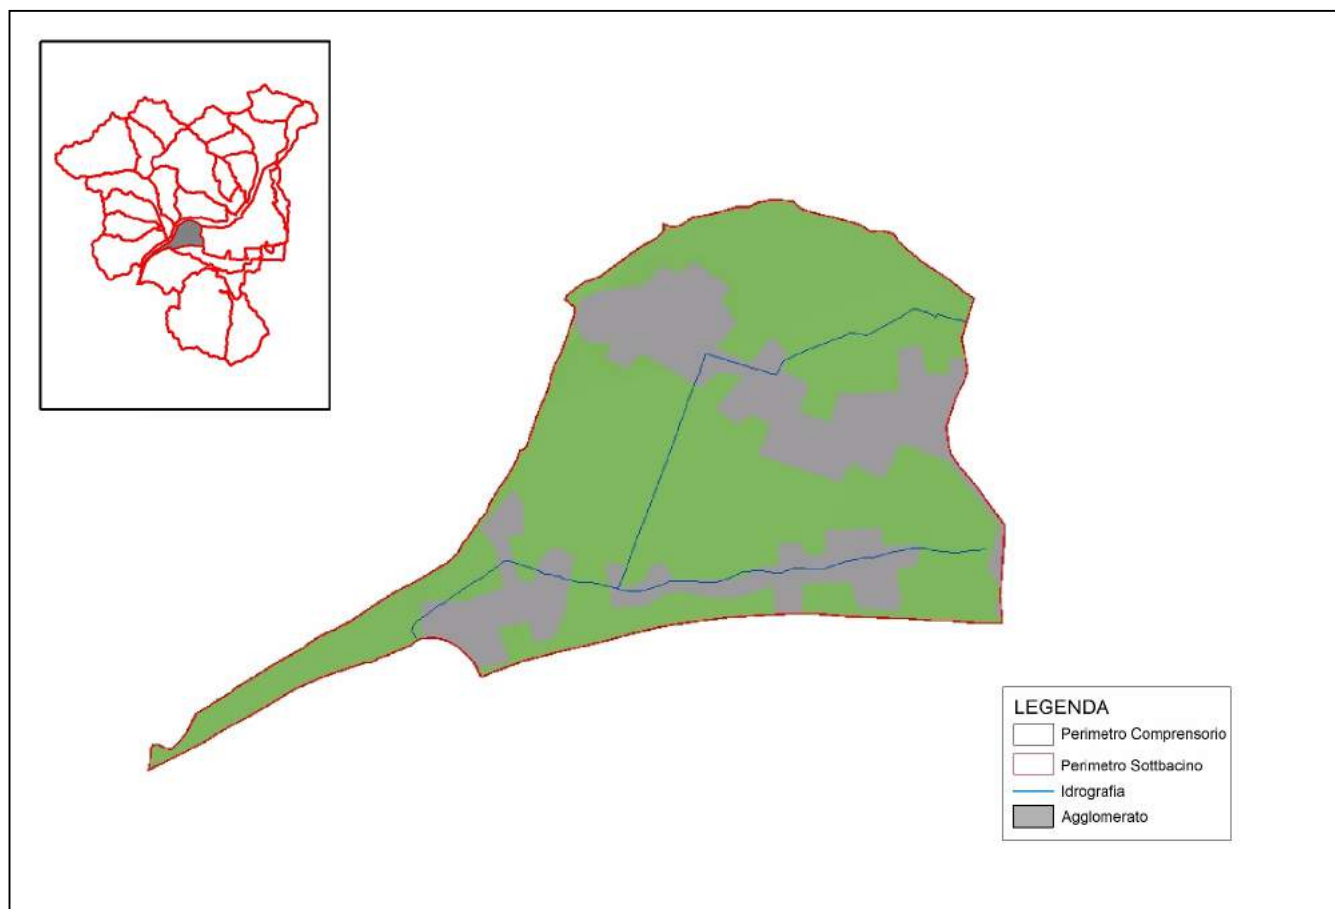 LEGENDA
Perimetro Comprensorio
Perimetro Sottbacino
Idrografia
Agglomerato